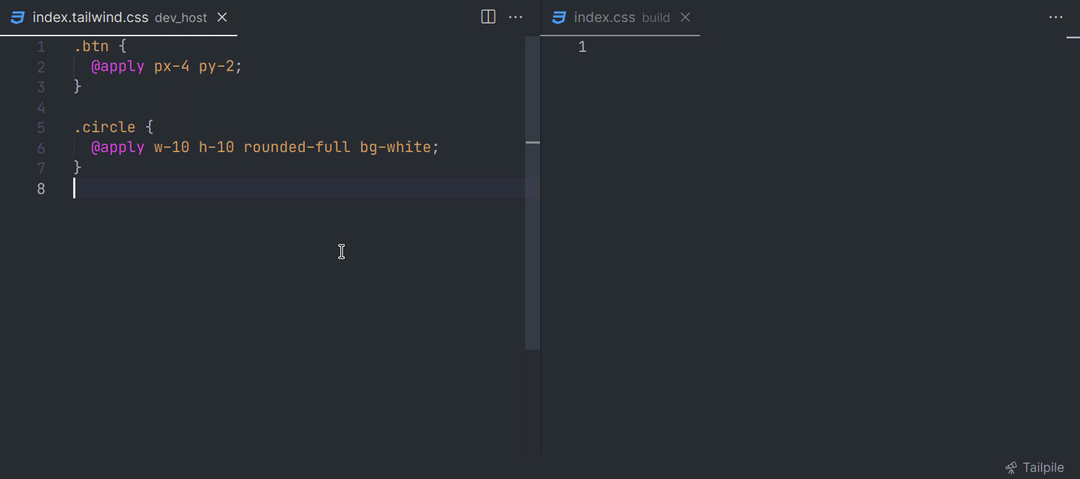 index.tailwind.css dev_host
1 .btn {
2 @apply px-4 py-2;
3 }
4
5 .circle {
6 @apply w-10 h-10 rounded-full bg-white;
7 }
8
index.css build
1
Tailpile